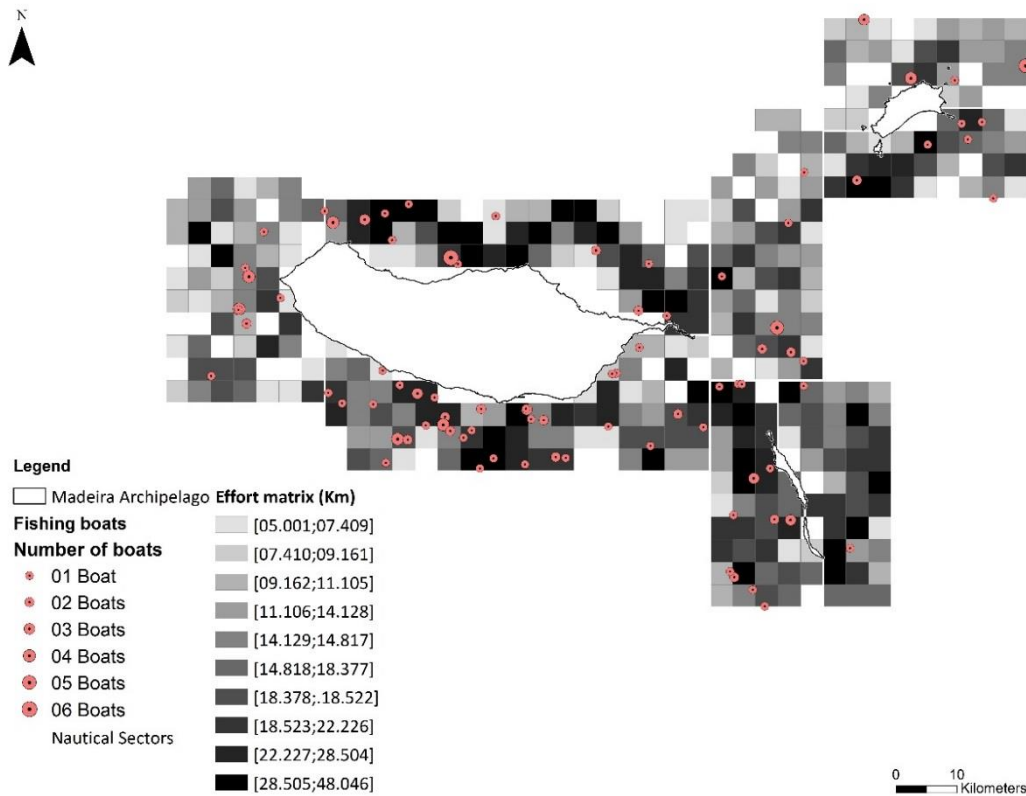 N
Legend
Madeira Archipelago Effort matrix (Km)
Fishing boats
Number of boats
01 Boat
02 Boats
03 Boats
04 Boats
05 Boats
06 Boats
Nautical Sectors
[05.001;07.409]
[07.410;09.161]
[09.162;11.105]
[11.106;14.128]
[14.129;14.817]
[14.818;18.377]
[18.378;.18.522]
[18.523;22.226]
[22.227;28.504]
[28.505;48.046]
0 10
Kilometers